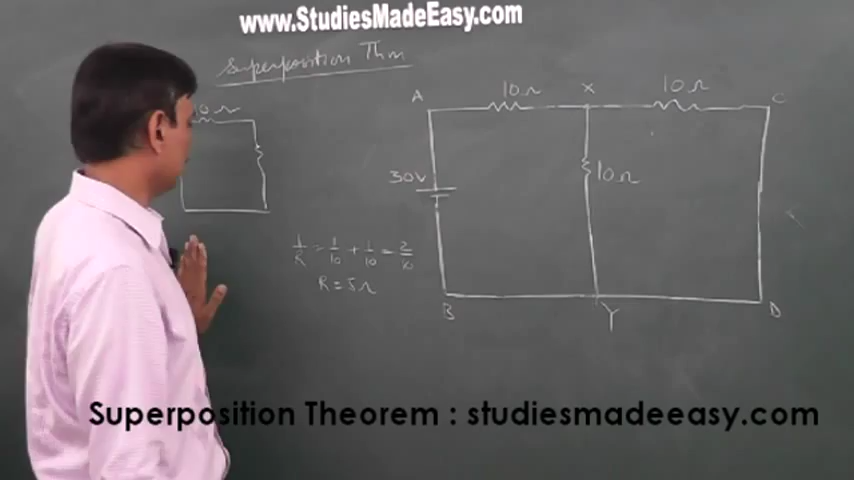 www.StudiesMadeEasy.com
Superposition Thm
A 10Ω X 10Ω C
30V 10Ω
1/R = 1/10 + 1/10 = 2/10
R = 5Ω
B Y D
Superposition Theorem : studiesmadeeasy.com